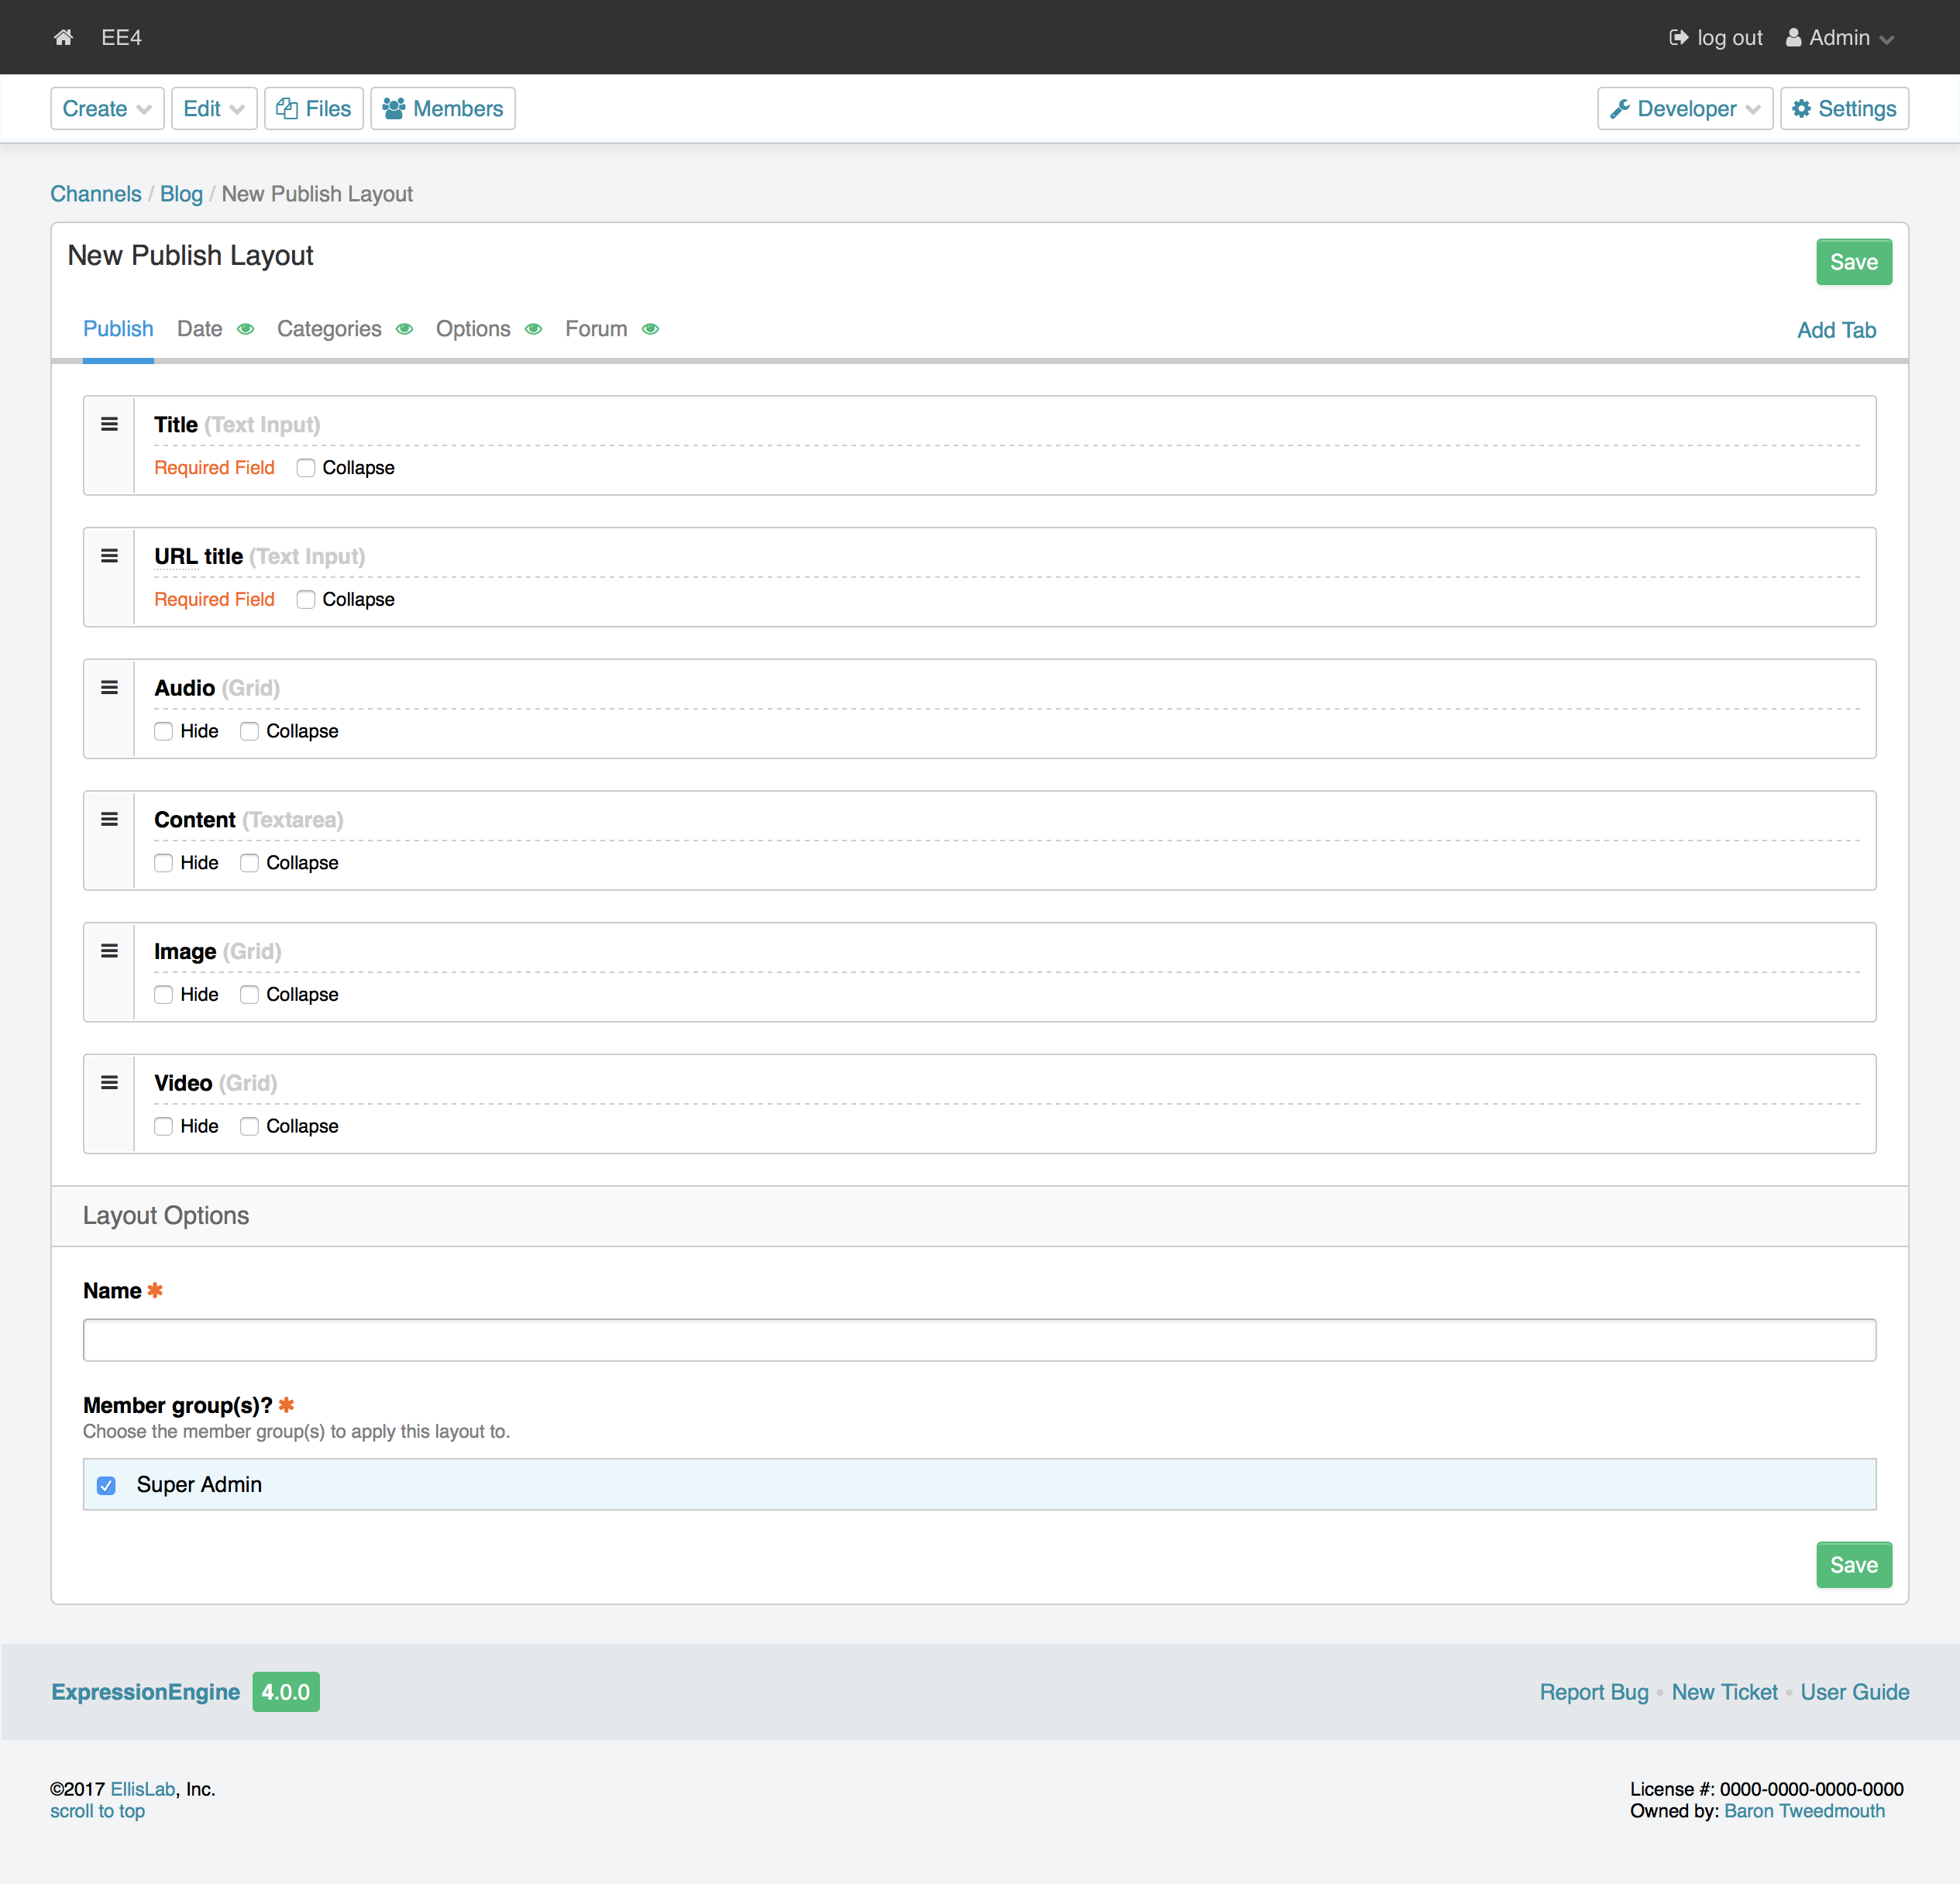 EE4 log out Admin
Create Edit Files Members Developer Settings
Channels / Blog / New Publish Layout
New Publish Layout Save
Publish Date Categories Options Forum Add Tab
Title (Text Input)
Required Field Collapse
URL title (Text Input)
Required Field Collapse
Audio (Grid)
Hide Collapse
Content (Textarea)
Hide Collapse
Image (Grid)
Hide Collapse
Video (Grid)
Hide Collapse
Layout Options
Name *
Member group(s)? *
Choose the member group(s) to apply this layout to.
Super Admin
Save
ExpressionEngine 4.0.0 Report Bug • New Ticket • User Guide
©2017 EllisLab, Inc. License #: 0000-0000-0000-0000
scroll to top Owned by: Baron Tweedmouth